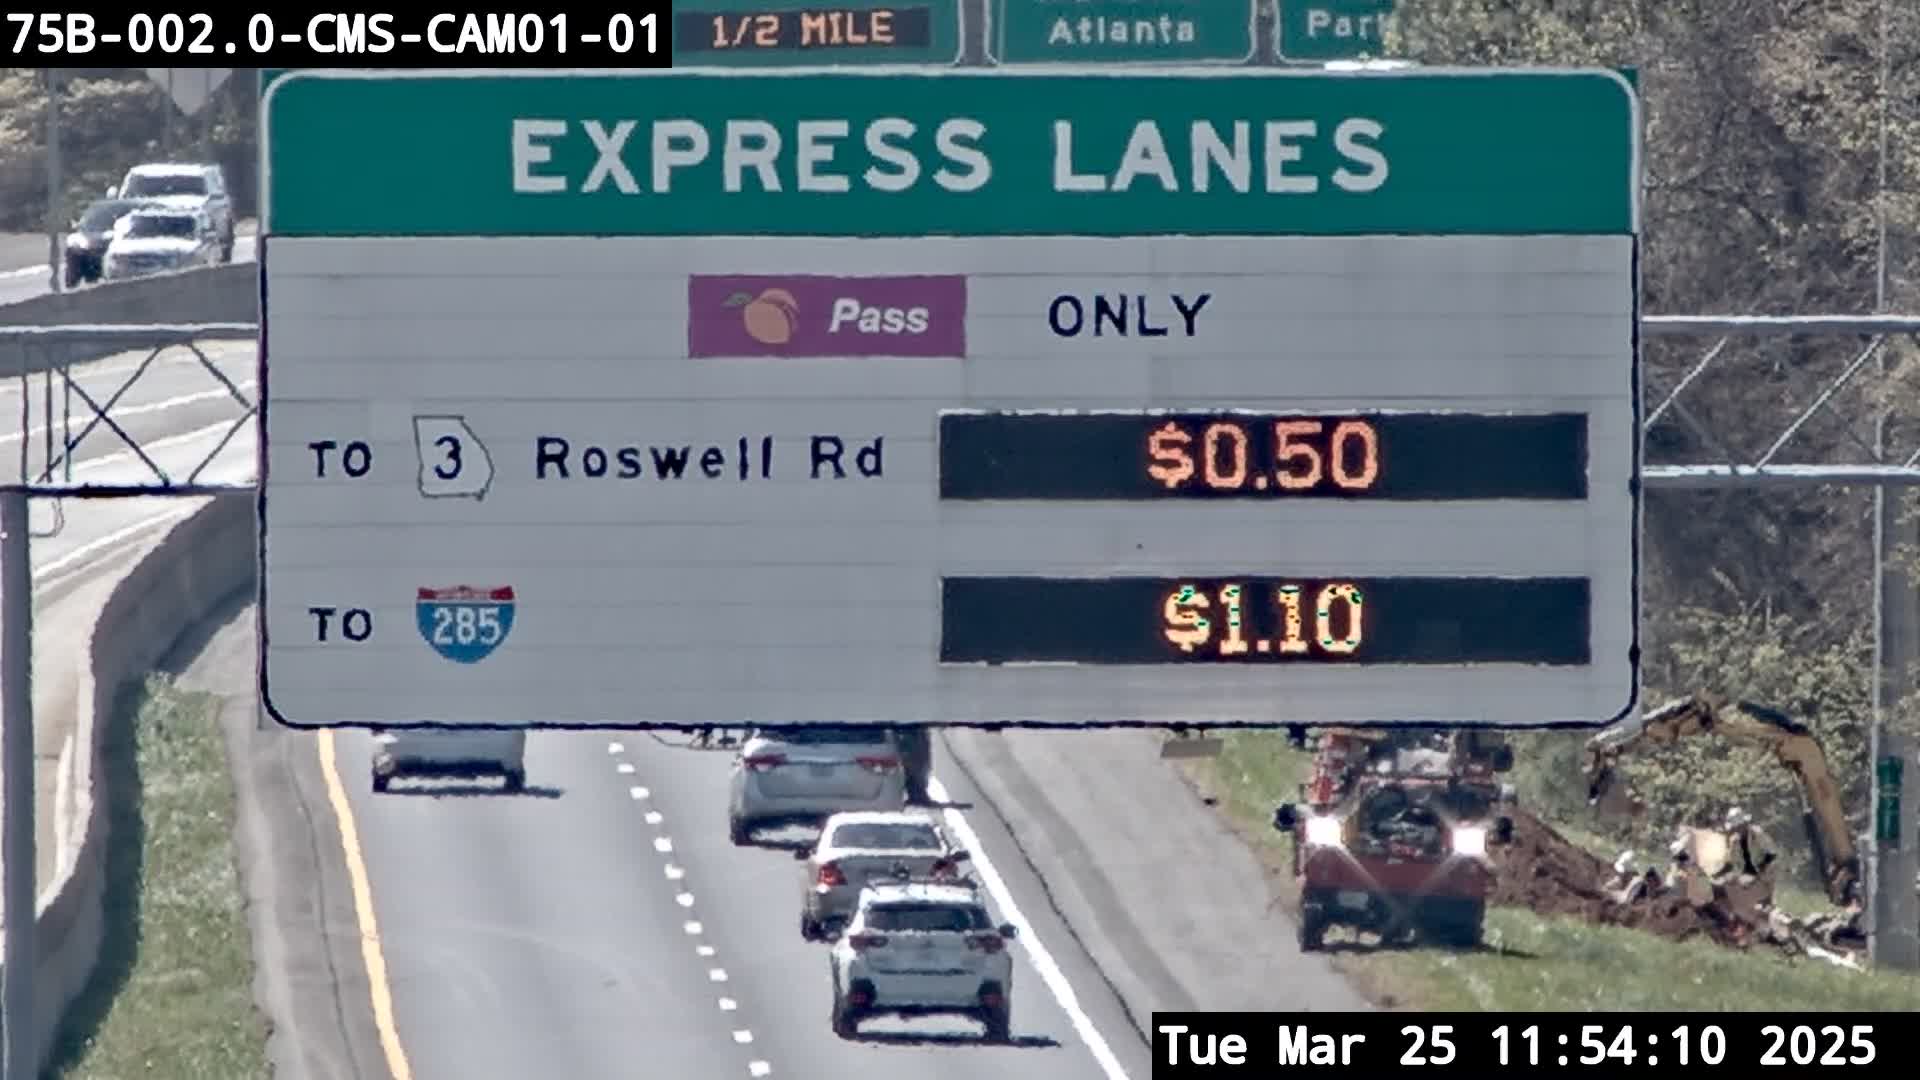 75B-002.0-CMS-CAM01-01
1/2 MILE
Atlanta
EXPRESS LANES
Pass ONLY
TO 3 Roswell Rd $0.50
TO 285 $1.10
Tue Mar 25 11:54:10 2025